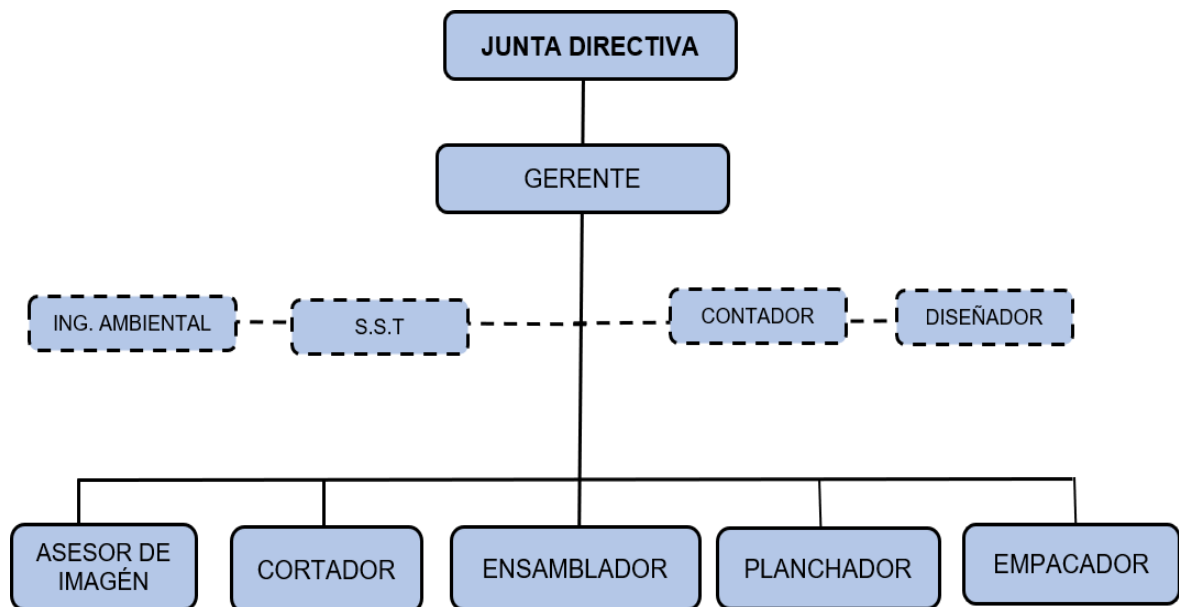 JUNTA DIRECTIVA
GERENTE
ING. AMBIENTAL
S.S.T
CONTADOR
DISEÑADOR
ASESOR DE
IMAGÉN
CORTADOR
ENSAMBLADOR
PLANCHADOR
EMPACADOR